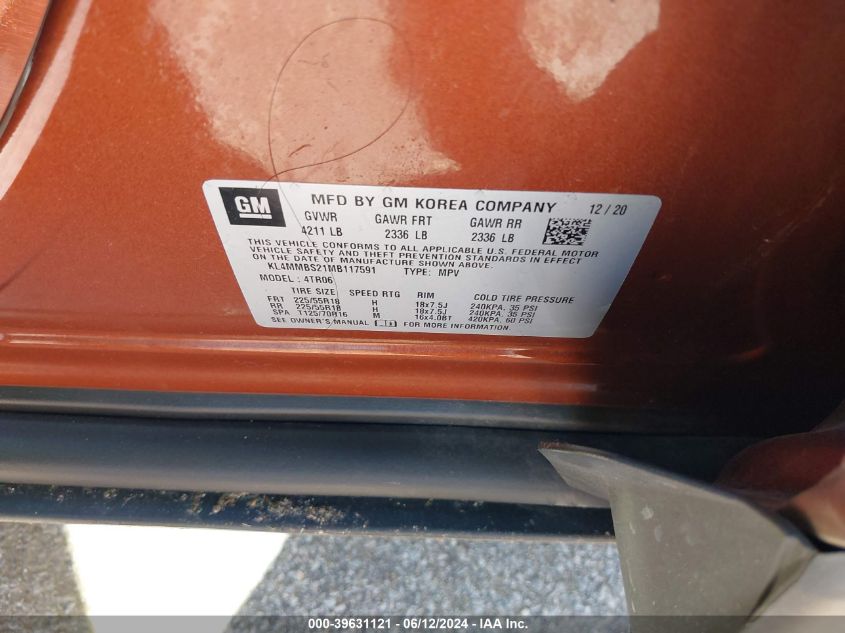 GM
MFD BY GM KOREA COMPANY 12/20
GVWR GAWR FRT GAWR RR
4211 LB 2336 LB 2336 LB
THIS VEHICLE CONFORMS TO ALL APPLICABLE U.S. FEDERAL MOTOR
VEHICLE SAFETY AND THEFT PREVENTION STANDARDS IN EFFECT
ON THE DATE OF MANUFACTURE SHOWN ABOVE.
KL4MMBS21MB117591 TYPE: MPV
MODEL: 4TR06
TIRE SIZE SPEED RTG RIM COLD TIRE PRESSURE
FRT 225/55R18 H 18x7.5J 240KPA, 35 PSI
RR 225/55R18 H 18x7.5J 240KPA, 35 PSI
SPA T125/70R16 M 16x4.0BT 420KPA, 60 PSI
SEE OWNER'S MANUAL FOR MORE INFORMATION.
000-39631121 - 06/12/2024 - IAA Inc.